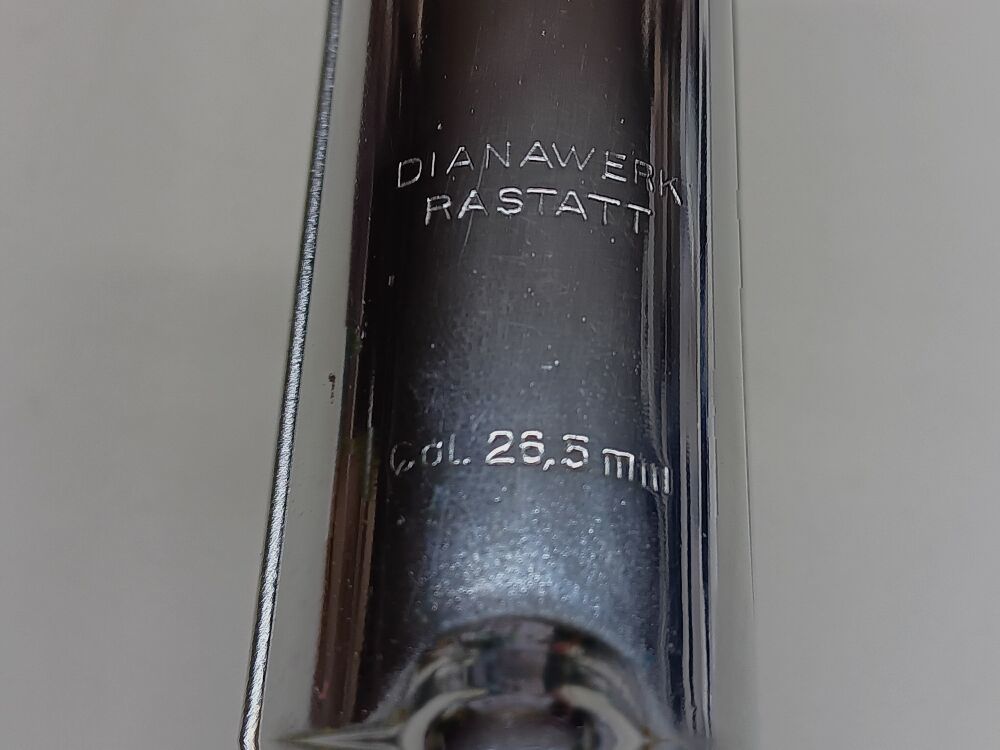 DIANAWERK
RASTATT
Cal. 26,5 mm